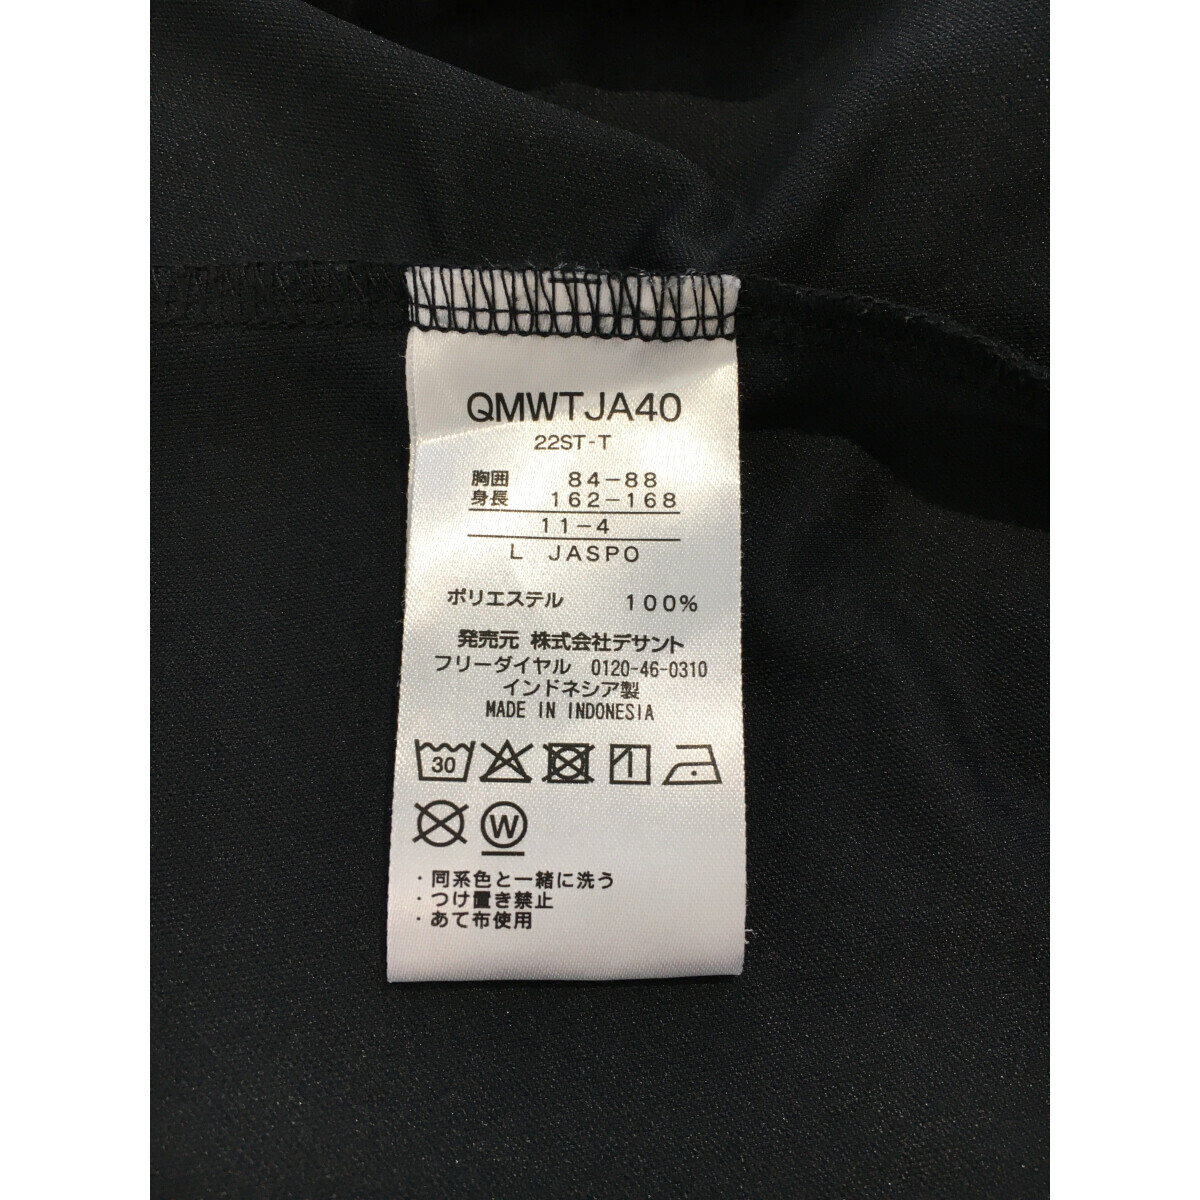 QMWTJA40
22ST-T
胸囲 84-88
身長 162-168
11-4
L JASPO
ポリエステル 100%
発売元 株式会社デサント
フリーダイヤル 0120-46-0310
インドネシア製
MADE IN INDONESIA
30
W
・同系色と一緒に洗う
・つけ置き禁止
・あて布使用